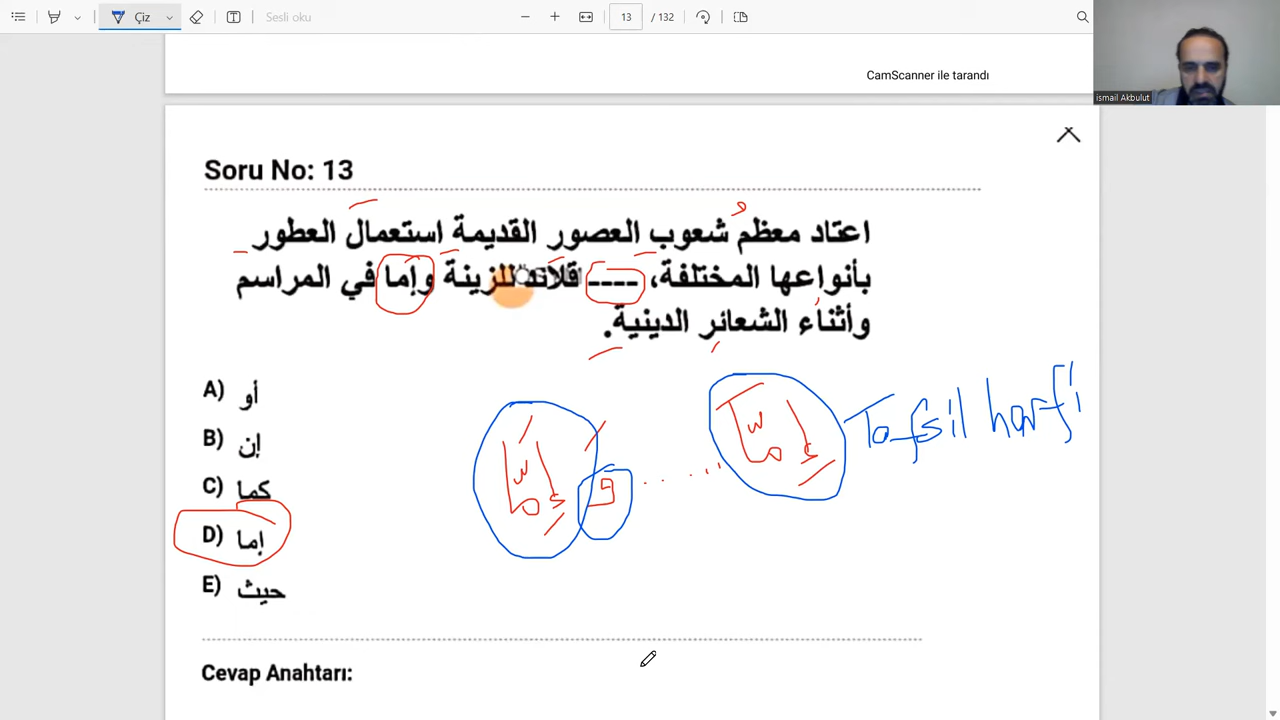 Çiz
Sesli oku
13 / 132
CamScanner ile tarandı
ismail Akbulut
Soru No: 13
اعتاد معظم شعوب العصور القديمة استعمال العطور
بأنواعها المختلفة، ---- للزينة وإما في المراسم
وأثناء الشعائر الدينية.
A) أو
B) إن
C) كما
D) إما
E) حيث
إمّا ...... و إمّا
Tafsil harfi
Cevap Anahtarı: